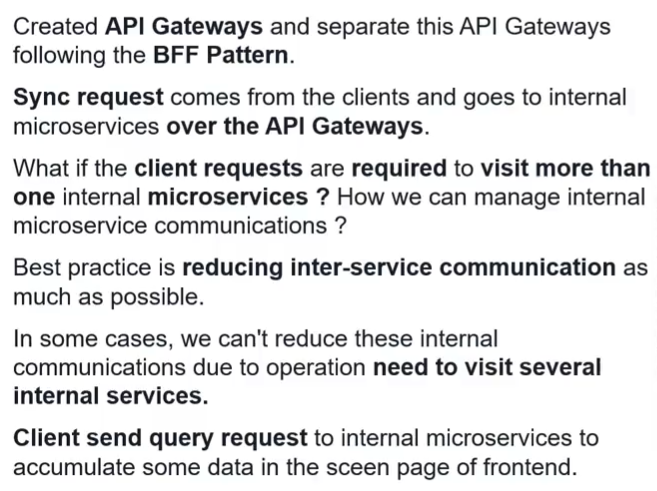 Created API Gateways and separate this API Gateways
following the BFF Pattern.
Sync request comes from the clients and goes to internal
microservices over the API Gateways.
What if the client requests are required to visit more than
one internal microservices ? How we can manage internal
microservice communications ?
Best practice is reducing inter-service communication as
much as possible.
In some cases, we can't reduce these internal
communications due to operation need to visit several
internal services.
Client send query request to internal microservices to
accumulate some data in the sceen page of frontend.